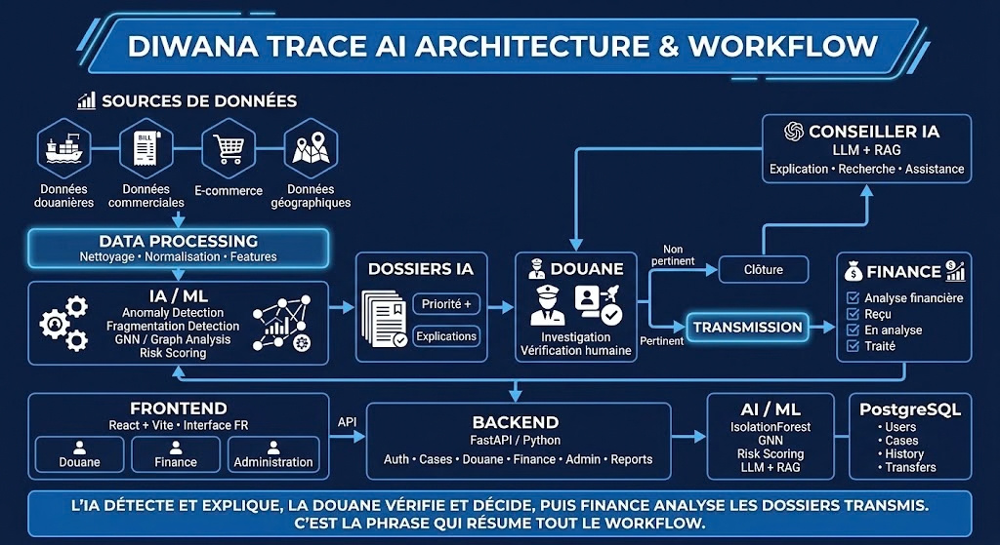 DIWANA TRACE AI ARCHITECTURE & WORKFLOW
SOURCES DE DONNÉES
BILL
Données
douanières
Données
commerciales
E-commerce
Données
géographiques
DATA PROCESSING
Nettoyage • Normalisation • Features
IA / ML
Anomaly Detection
Fragmentation Detection
GNN / Graph Analysis
Risk Scoring
DOSSIERS IA
Priorité +
Explications
DOUANE
Investigation
Vérification humaine
Non
pertinent
Pertinent
Clôture
TRANSMISSION
CONSEILLER IA
LLM + RAG
Explication • Recherche • Assistance
FINANCE
Analyse financière
Reçu
En analyse
Traité
FRONTEND
React + Vite • Interface FR
Douane
Finance
Administration
API
BACKEND
FastAPI / Python
Auth • Cases • Douane • Finance • Admin • Reports
AI / ML
IsolationForest
GNN
Risk Scoring
LLM + RAG
PostgreSQL
• Users
• Cases
• History
• Transfers
L'IA DÉTECTE ET EXPLIQUE, LA DOUANE VÉRIFIE ET DÉCIDE, PUIS FINANCE ANALYSE LES DOSSIERS TRANSMIS.
C'EST LA PHRASE QUI RÉSUME TOUT LE WORKFLOW.